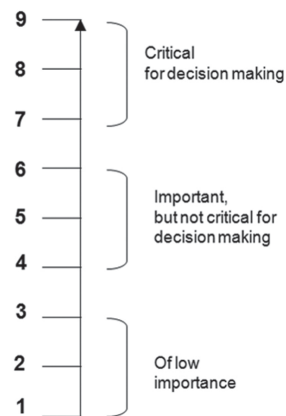 9
8
7
Critical
for decision making
6
5
4
Important,
but not critical for
decision making
3
2
1
Of low
importance